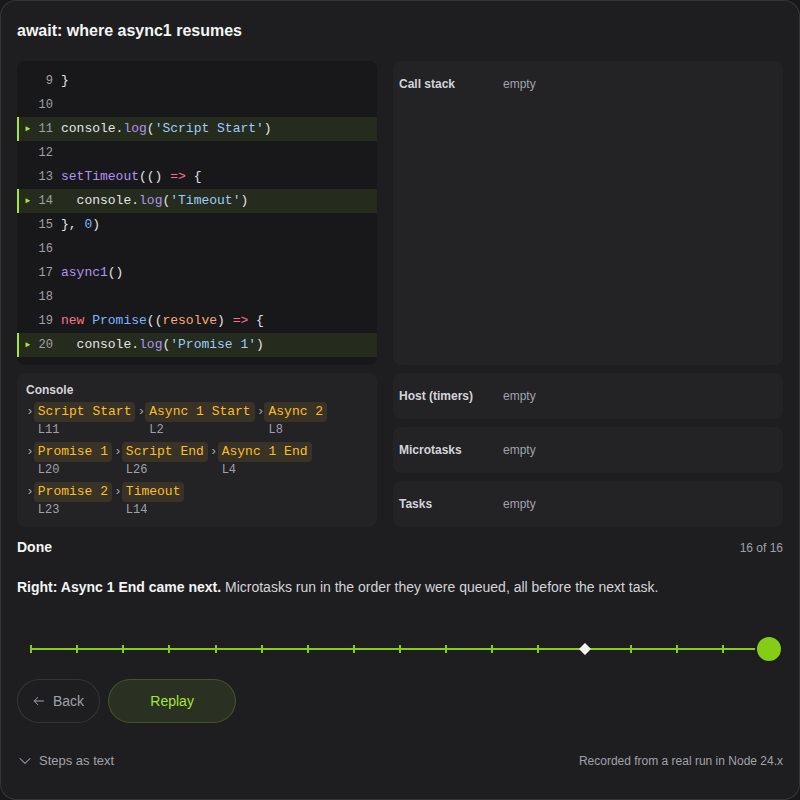 await: where async1 resumes
9 }
10
▸ 11 console.log('Script Start')
12
13 setTimeout(() => {
▸ 14   console.log('Timeout')
15 }, 0)
16
17 async1()
18
19 new Promise((resolve) => {
▸ 20   console.log('Promise 1')
Call stack empty
Console
› Script Start › Async 1 Start › Async 2
L11 L2 L8
› Promise 1 › Script End › Async 1 End
L20 L26 L4
› Promise 2 › Timeout
L23 L14
Host (timers) empty
Microtasks empty
Tasks empty
Done 16 of 16
Right: Async 1 End came next. Microtasks run in the order they were queued, all before the next task.
← Back Replay
Steps as text Recorded from a real run in Node 24.x